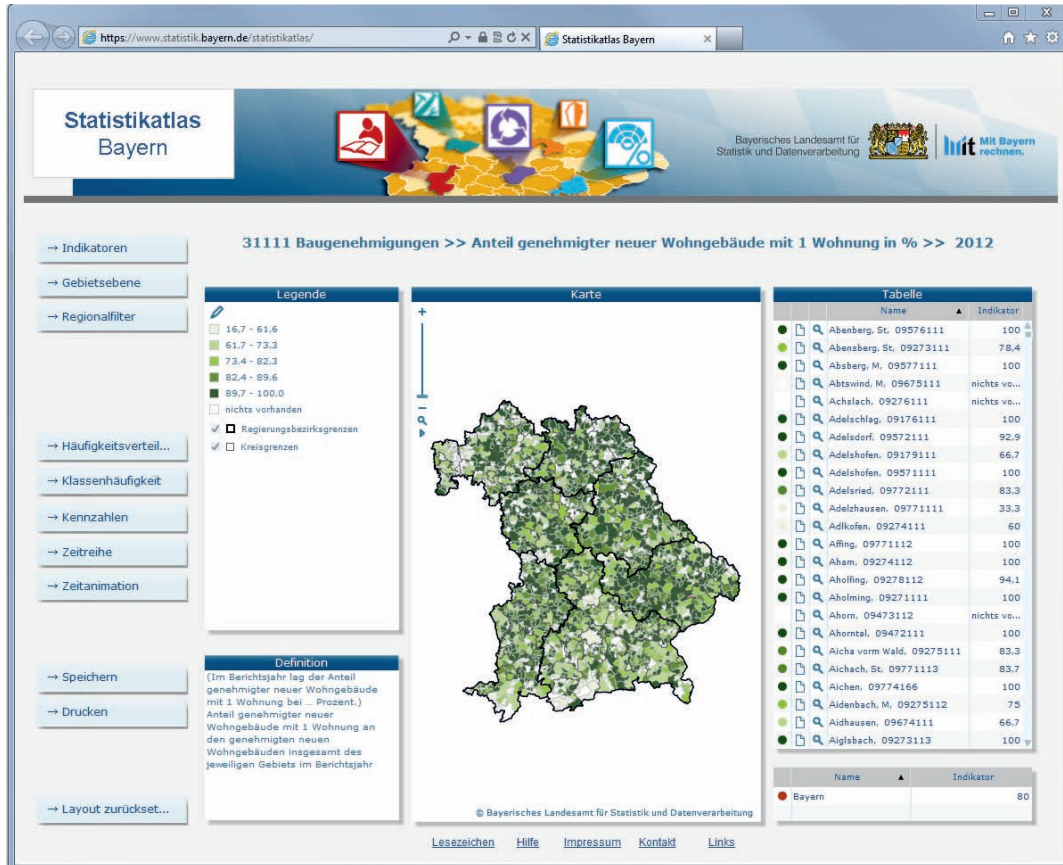 https://www.statistik.bayern.de/statistikatlas/
Statistikatlas Bayern
Statistikatlas
Bayern
Bayerisches Landesamt für
Statistik und Datenverarbeitung
Mit Bayern
rechnen.
31111 Baugenehmigungen >> Anteil genehmigter neuer Wohngebäude mit 1 Wohnung in % >> 2012
→ Indikatoren
→ Gebietsebene
→ Regionalfilter
→ Häufigkeitsverteil...
→ Klassenhäufigkeit
→ Kennzahlen
→ Zeitreihe
→ Zeitanimation
→ Speichern
→ Drucken
→ Layout zurückset...
Legende
16,7 - 61,6
61,7 - 73,3
73,4 - 82,3
82,4 - 89,6
89,7 - 100,0
nichts vorhanden
Regierungsbezirksgrenzen
Kreisgrenzen
Definition
(Im Berichtsjahr lag der Anteil
genehmigter neuer Wohngebäude
mit 1 Wohnung bei ... Prozent.)
Anteil genehmigter neuer
Wohngebäude mit 1 Wohnung an
den genehmigten neuen
Wohngebäuden insgesamt des
jeweiligen Gebiets im Berichtsjahr
Karte
© Bayerisches Landesamt für Statistik und Datenverarbeitung
Tabelle
Name ▲ Indikator
Abenberg, St, 09576111 100
Abensberg, St, 09273111 78,4
Absberg, M, 09577111 100
Abtswind, M, 09675111 nichts vo...
Achslach, 09276111 nichts vo...
Adelschlag, 09176111 100
Adelsdorf, 09572111 92,9
Adelshofen, 09179111 66,7
Adelshofen, 09571111 100
Adelsried, 09772111 83,3
Adelzhausen, 09771111 33,3
Adlkofen, 09274111 60
Affing, 09771112 100
Aham, 09274112 100
Aholfing, 09278112 94,1
Aholming, 09271111 100
Ahorn, 09473112 nichts vo...
Ahorntal, 09472111 100
Aicha vorm Wald, 09275111 83,3
Aichach, St, 09771113 83,7
Aichen, 09774166 100
Aidenbach, M, 09275112 75
Aidhausen, 09674111 66,7
Aiglsbach, 09273113 100
Name ▲ Indikator
Bayern 80
Lesezeichen Hilfe Impressum Kontakt Links